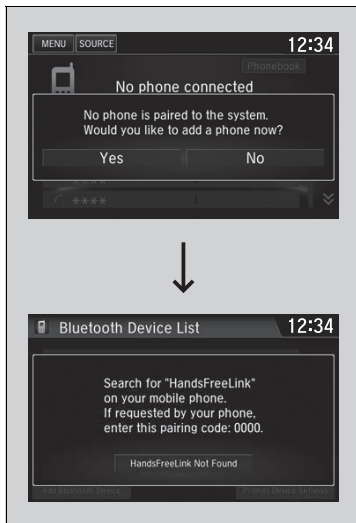 MENU SOURCE 12:34
Phonebook
No phone connected
No phone is paired to the system.
Would you like to add a phone now?
Yes No
****
****
Bluetooth Device List 12:34
Search for "HandsFreeLink"
on your mobile phone.
If requested by your phone,
enter this pairing code: 0000.
HandsFreeLink Not Found
Add Bluetooth Device Priority Device Settings